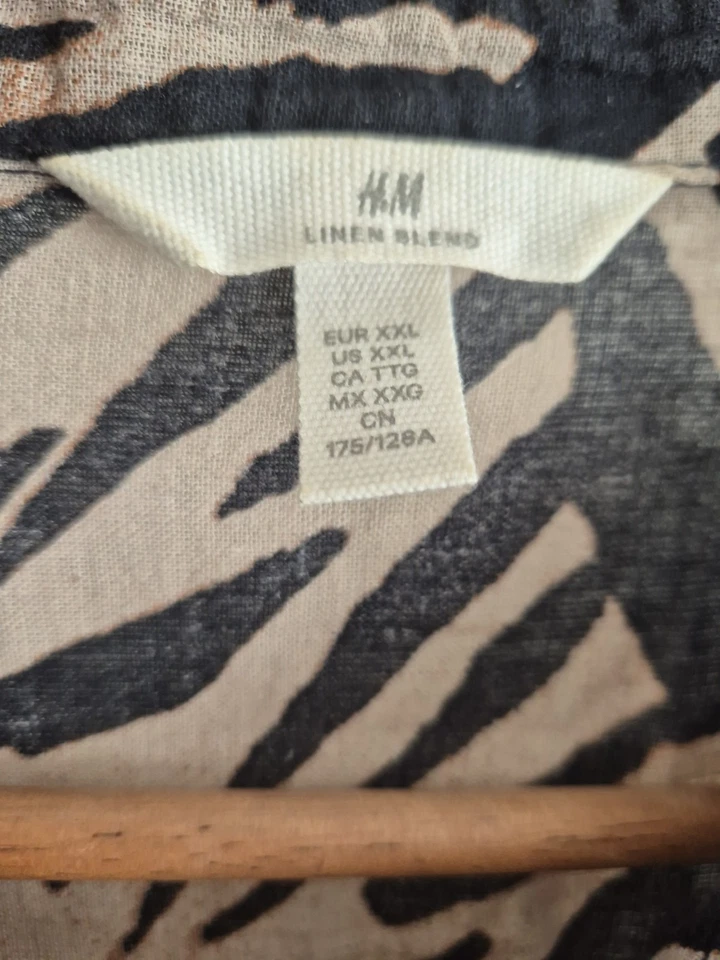 H&M
LINEN BLEND
EUR XXL
US XXL
CA TTG
MX XXG
CN
175/128A